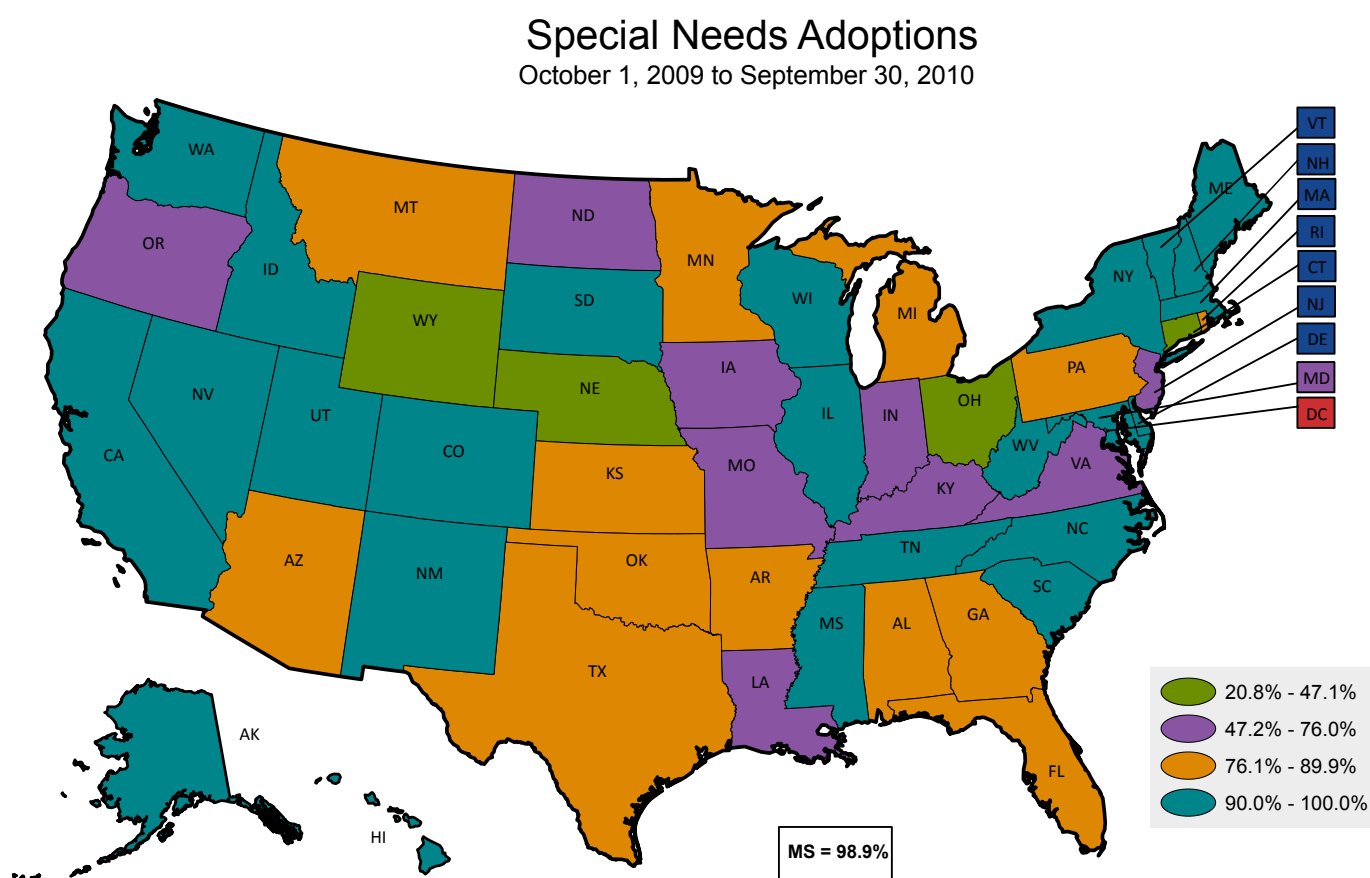 Special Needs Adoptions
October 1, 2009 to September 30, 2010
VT
WA
NH
ME
MA
MT
ND
RI
OR
MN
CT
ID
NY
SD
WI
NJ
MI
WY
DE
IA
PA
MD
NE
NV
OH
UT
IL
IN
DC
CO
WV
CA
MO
VA
KS
KY
NC
TN
AZ
OK
NM
AR
SC
GA
MS
AL
TX
LA
20.8% - 47.1%
47.2% - 76.0%
AK
76.1% - 89.9%
FL
90.0% - 100.0%
HI
MS = 98.9%